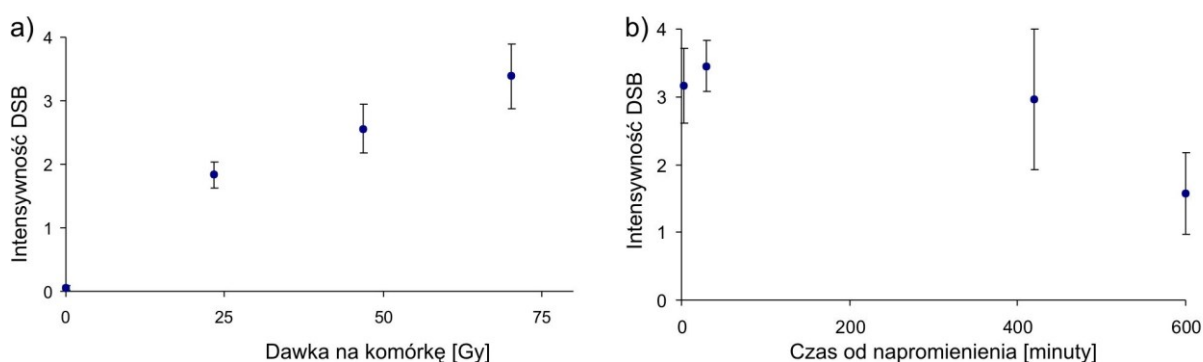 a)
Intensywność DSB
4
3
2
1
0
0 25 50 75
Dawka na komórkę [Gy]
b)
Intensywność DSB
4
3
2
1
0
0 200 400 600
Czas od napromienienia [minuty]